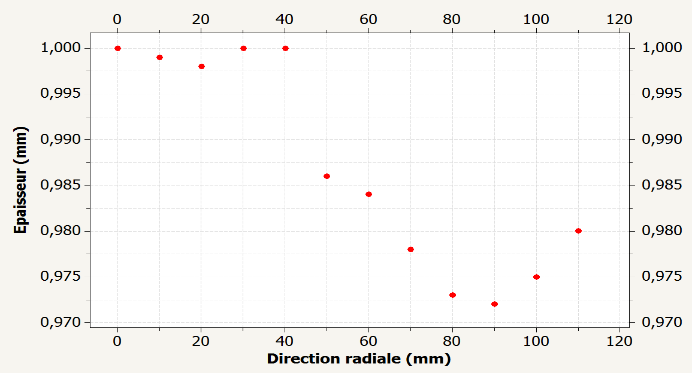 0 20 40 60 80 100 120
1,000 1,000
0,995 0,995
0,990 0,990
0,985 0,985
0,980 0,980
0,975 0,975
0,970 0,970
Epaisseur (mm)
0 20 40 60 80 100 120
Direction radiale (mm)